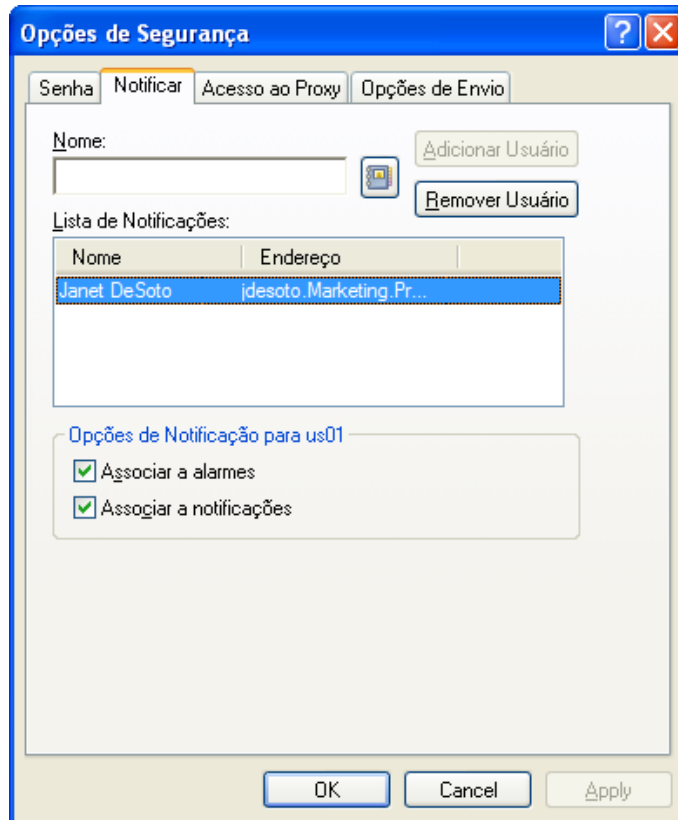 Opções de Segurança
Senha Notificar Acesso ao Proxy Opções de Envio
Nome:
Adicionar Usuário
Remover Usuário
Lista de Notificações:
Nome Endereço
Janet DeSoto jdesoto.Marketing.Pr...
Opções de Notificação para us01
Associar a alarmes
Associar a notificações
OK Cancel Apply